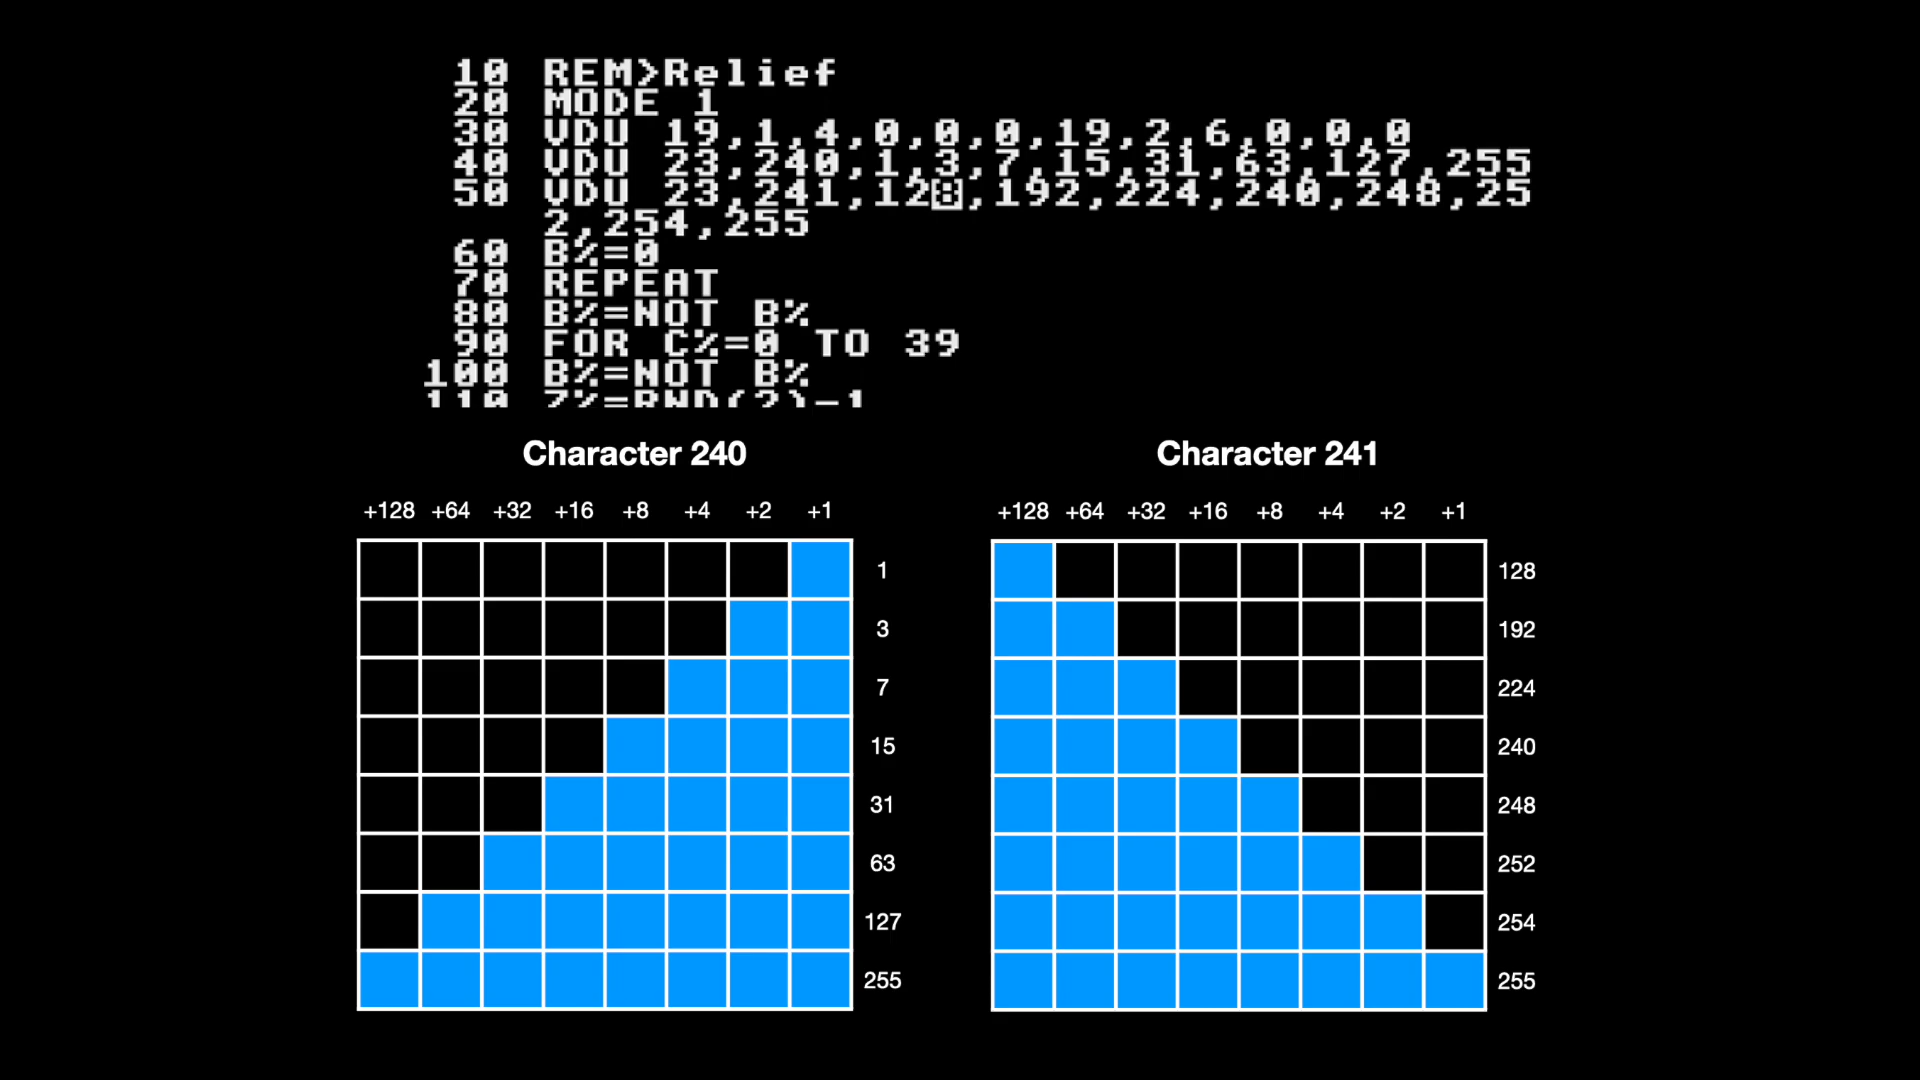 10 REM>Relief
20 MODE 1
30 VDU 19,1,4,0,0,0,19,2,6,0,0,0
40 VDU 23,240,1,3,7,15,31,63,127,255
50 VDU 23,241,128,192,224,240,248,25
2,254,255
60 B%=0
70 REPEAT
80 B%=NOT B%
90 FOR C%=0 TO 39
100 B%=NOT B%
110 Z%=RND(2)-1
Character 240 Character 241
+128 +64 +32 +16 +8 +4 +2 +1 +128 +64 +32 +16 +8 +4 +2 +1
1 128
3 192
7 224
15 240
31 248
63 252
127 254
255 255